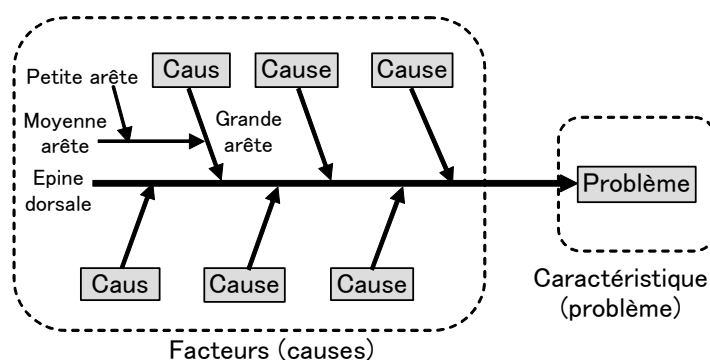 Caus
Cause
Cause
Petite arête
Moyenne
arête
Grande
arête
Epine
dorsale
Problème
Caus
Cause
Cause
Caractéristique
(problème)
Facteurs (causes)